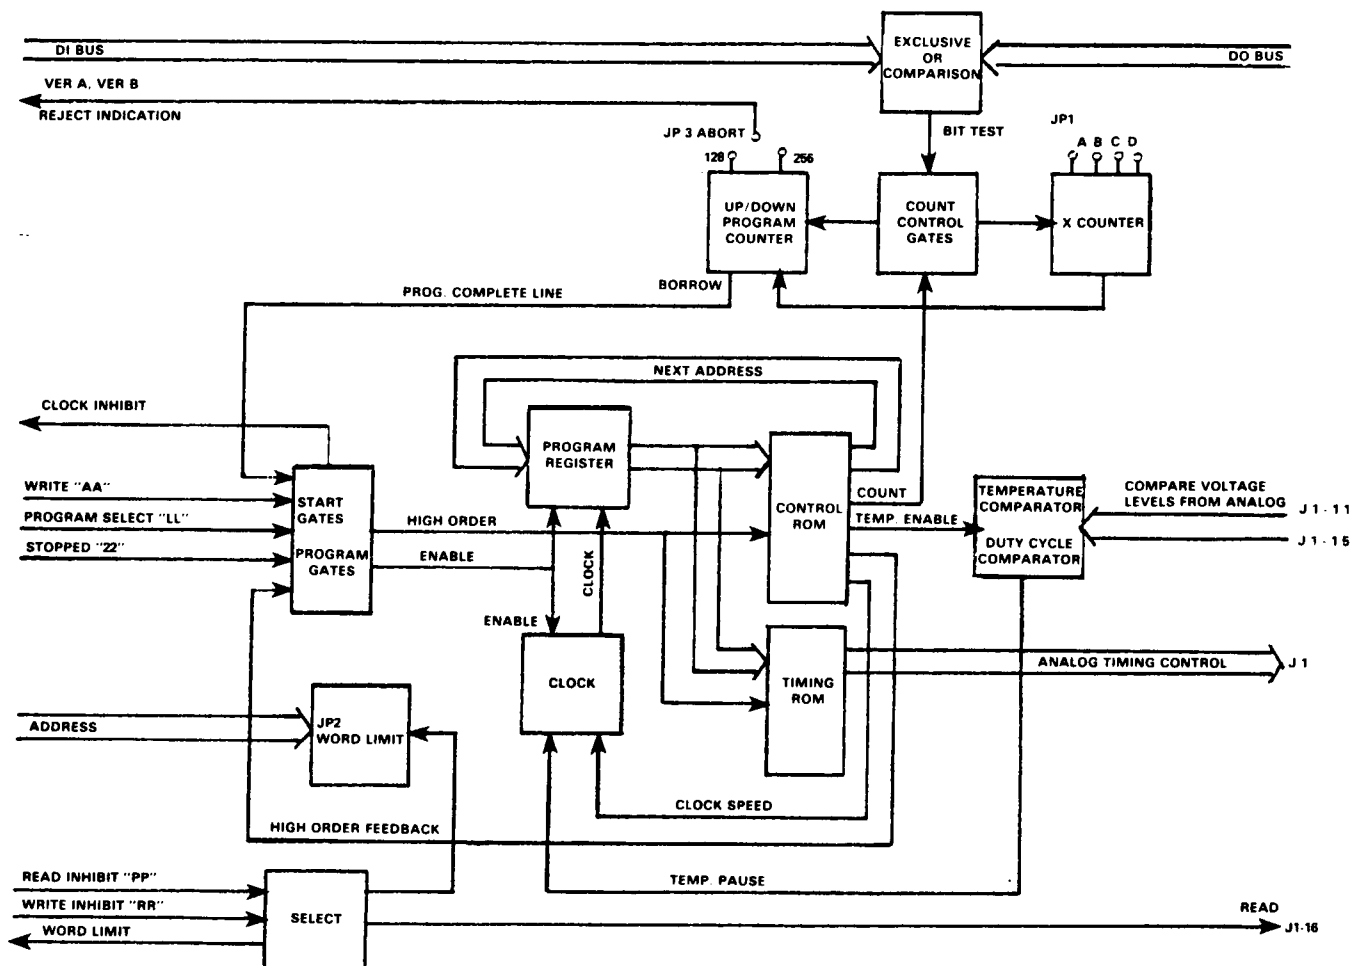 DI BUS
EXCLUSIVE
OR
COMPARISON
DO BUS
VER A, VER B
REJECT INDICATION
JP 3 ABORT
BIT TEST
JP1
A B C D
128
256
UP/DOWN
PROGRAM
COUNTER
COUNT
CONTROL
GATES
X COUNTER
BORROW
PROG. COMPLETE LINE
NEXT ADDRESS
CLOCK INHIBIT
PROGRAM
REGISTER
WRITE "AA"
PROGRAM SELECT "LL"
STOPPED "22"
START
GATES
PROGRAM
GATES
HIGH ORDER
ENABLE
CLOCK
CONTROL
ROM
COUNT
TEMP. ENABLE
TEMPERATURE
COMPARATOR
DUTY CYCLE
COMPARATOR
COMPARE VOLTAGE
LEVELS FROM ANALOG
J1-11
J1-15
ENABLE
CLOCK
TIMING
ROM
ANALOG TIMING CONTROL
J1
ADDRESS
JP2
WORD LIMIT
CLOCK SPEED
HIGH ORDER FEEDBACK
TEMP. PAUSE
READ INHIBIT "PP"
WRITE INHIBIT "RR"
WORD LIMIT
SELECT
READ
J1-16